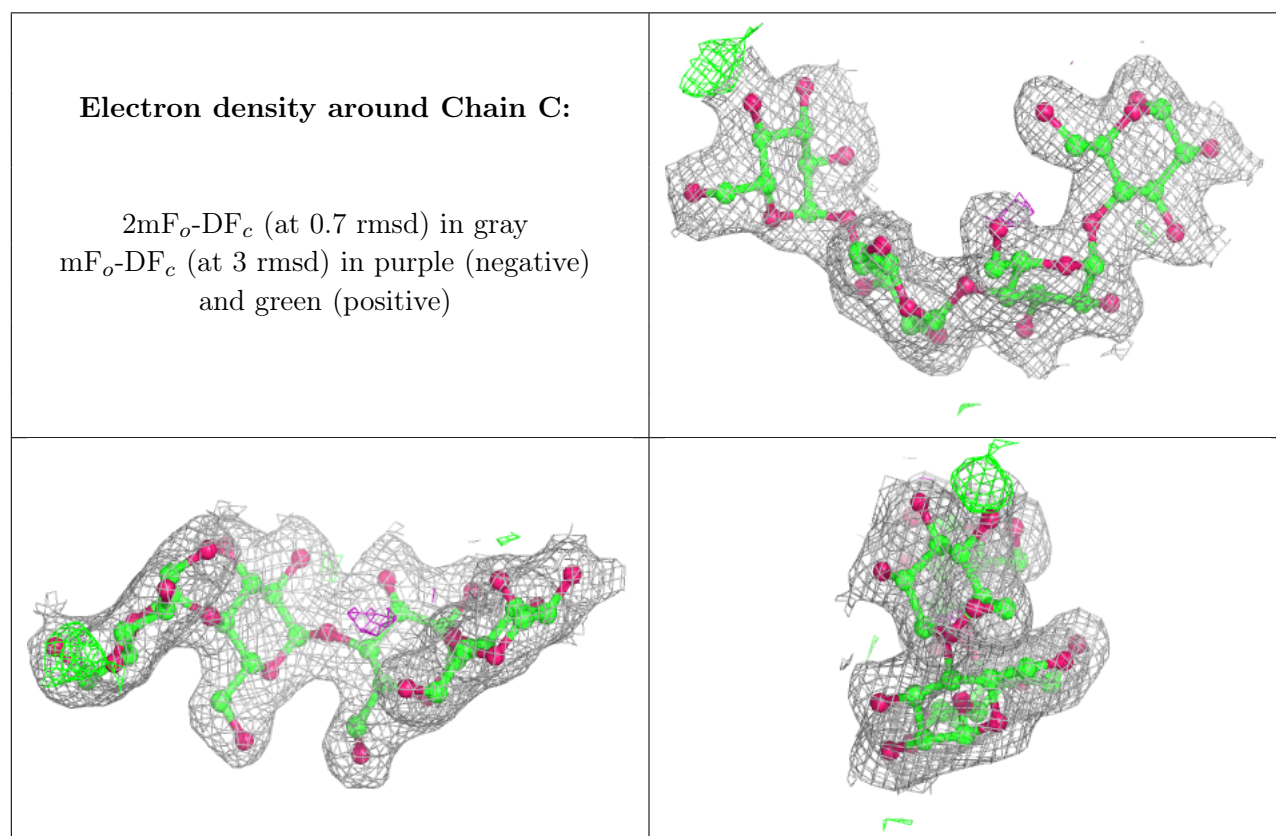 Electron density around Chain C:
2mFo-DFc (at 0.7 rmsd) in gray
mFo-DFc (at 3 rmsd) in purple (negative)
and green (positive)